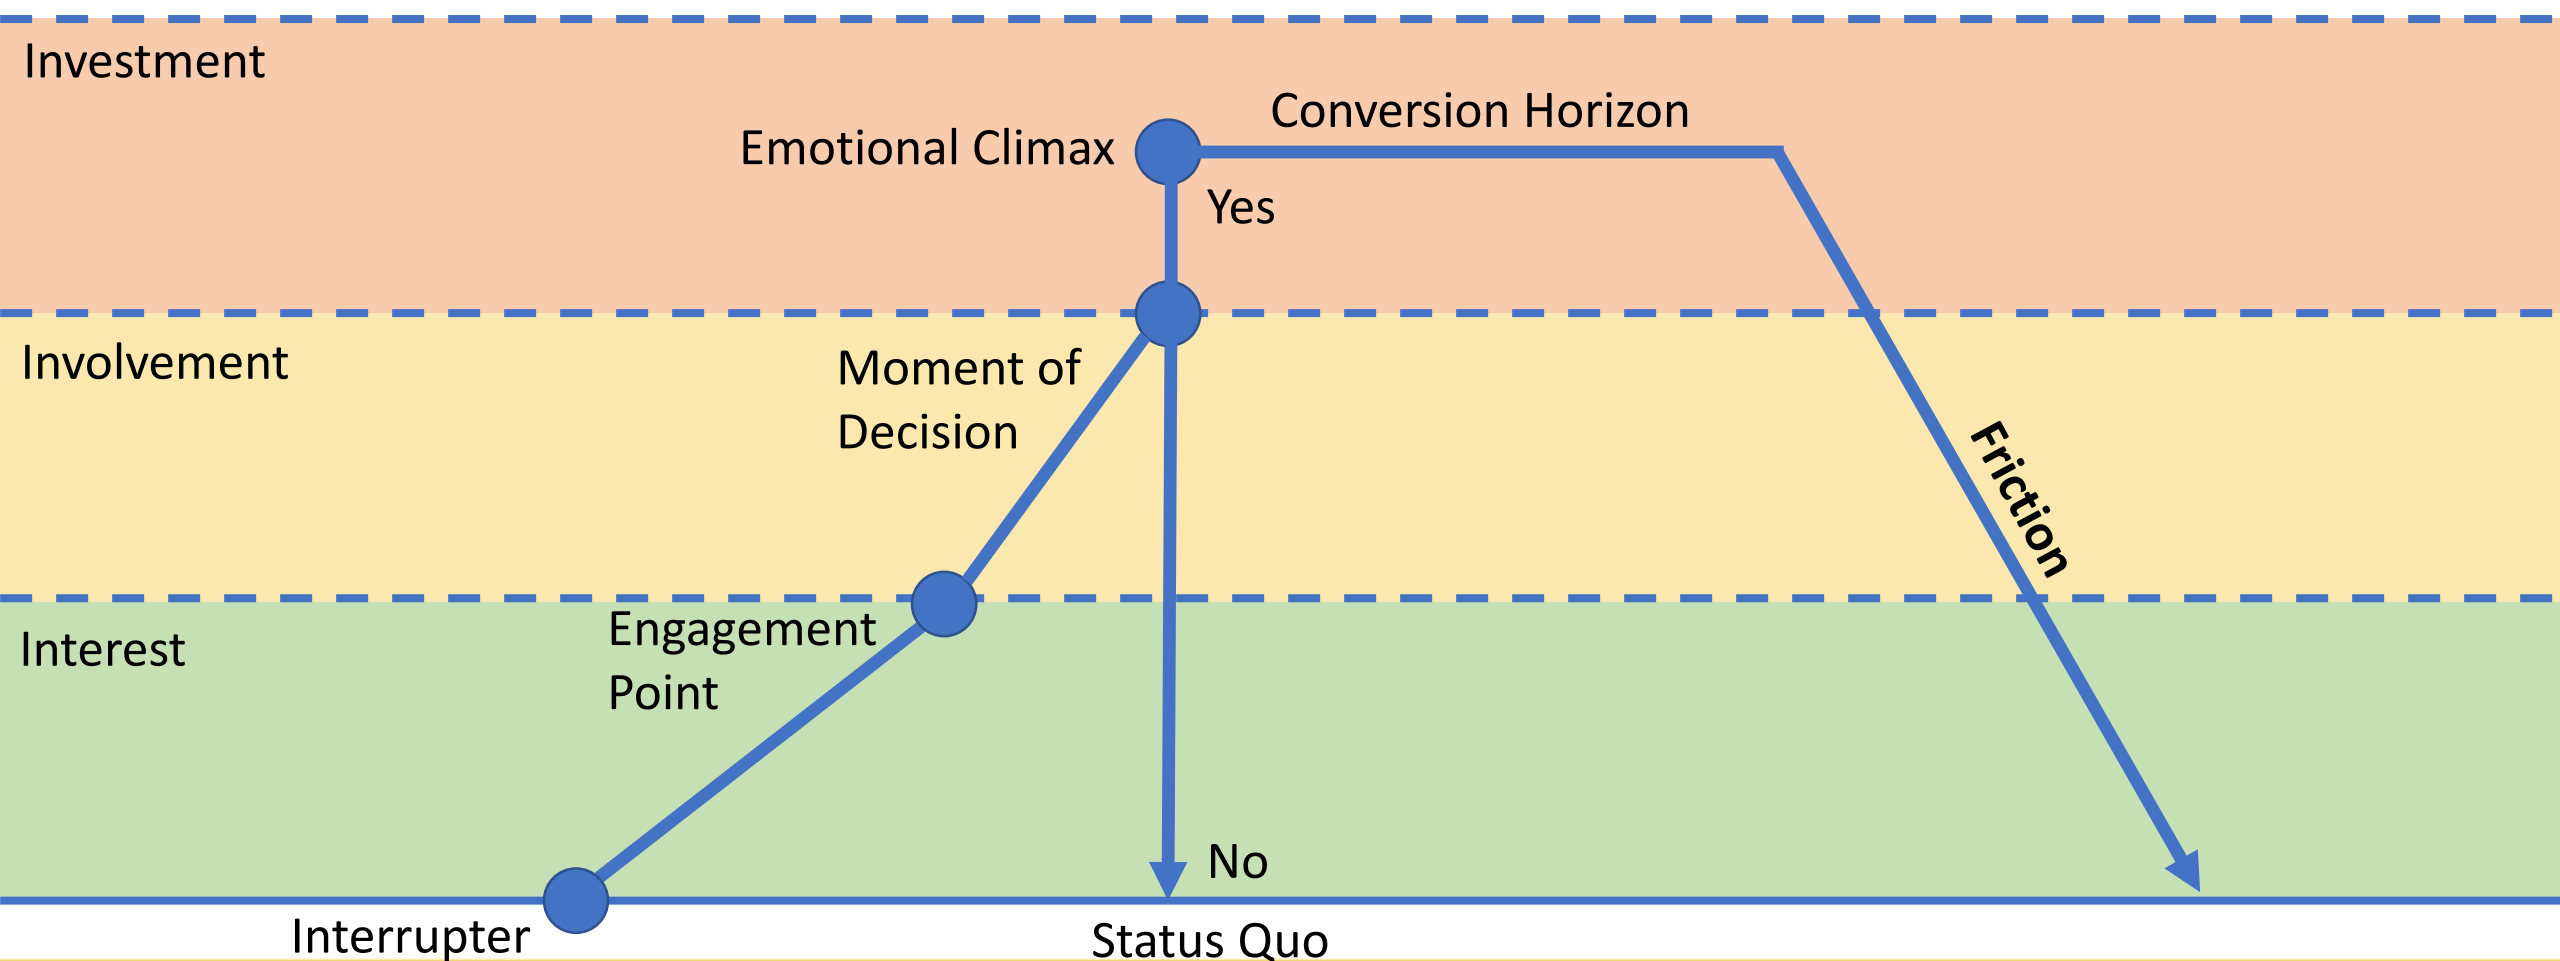 Investment
Conversion Horizon
Emotional Climax
Yes
Involvement
Moment of
Decision
Friction
Engagement
Point
Interest
No
Interrupter
Status Quo